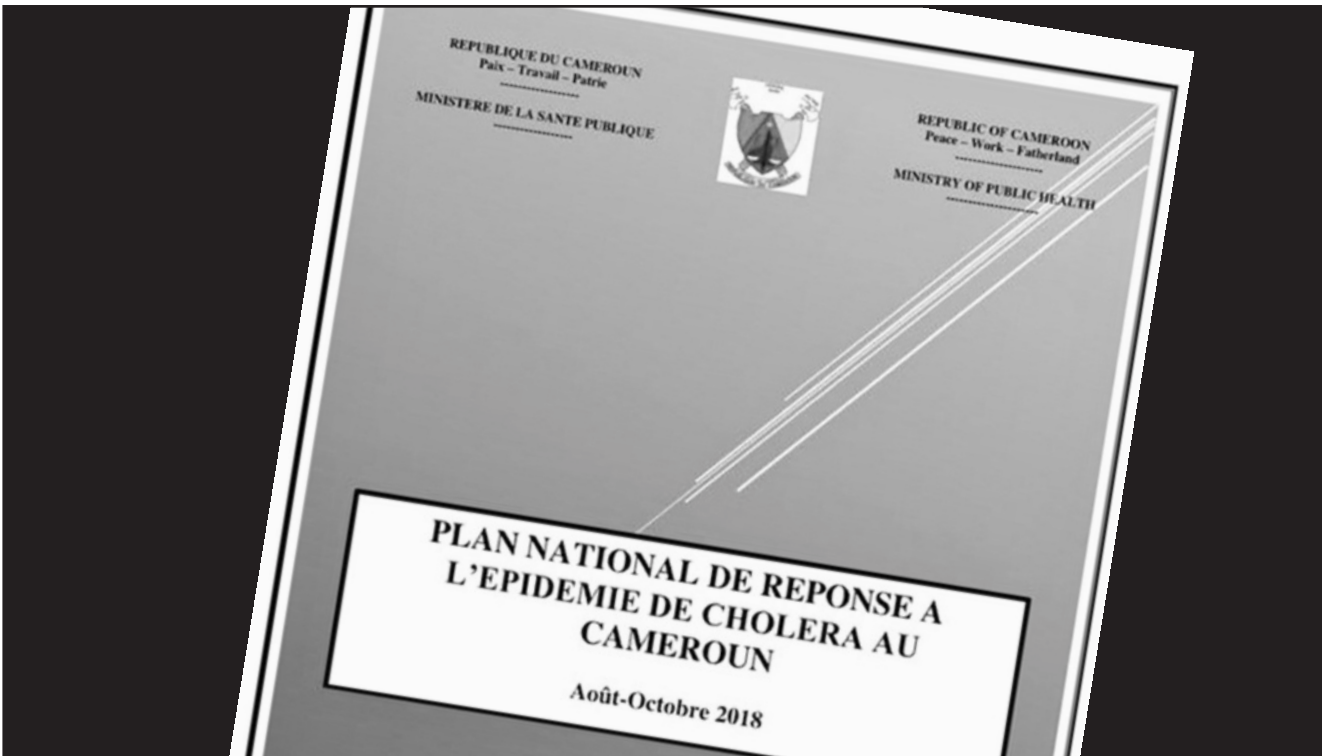 REPUBLIQUE DU CAMEROUN
Paix – Travail – Patrie
--------------------
MINISTERE DE LA SANTE PUBLIQUE
--------------------
REPUBLIC OF CAMEROON
Peace – Work – Fatherland
--------------------
MINISTRY OF PUBLIC HEALTH
--------------------
PLAN NATIONAL DE REPONSE A
L’EPIDEMIE DE CHOLERA AU
CAMEROUN
Août-Octobre 2018